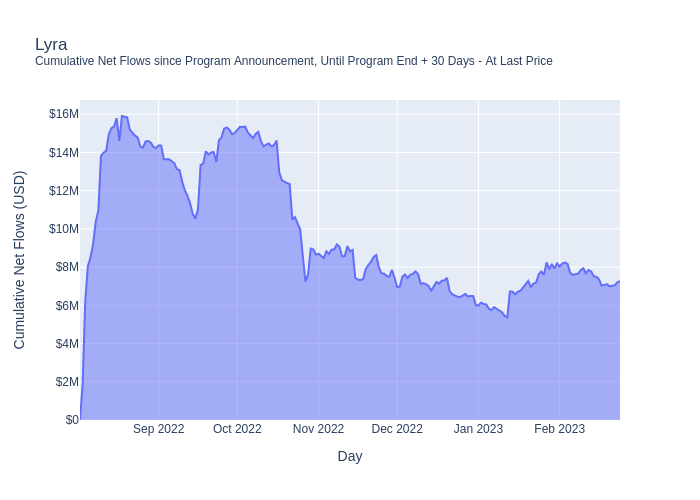 Lyra
Cumulative Net Flows since Program Announcement, Until Program End + 30 Days - At Last Price
$16M
$14M
$12M
$10M
$8M
$6M
$4M
$2M
$0
Cumulative Net Flows (USD)
Sep 2022
Oct 2022
Nov 2022
Dec 2022
Jan 2023
Feb 2023
Day